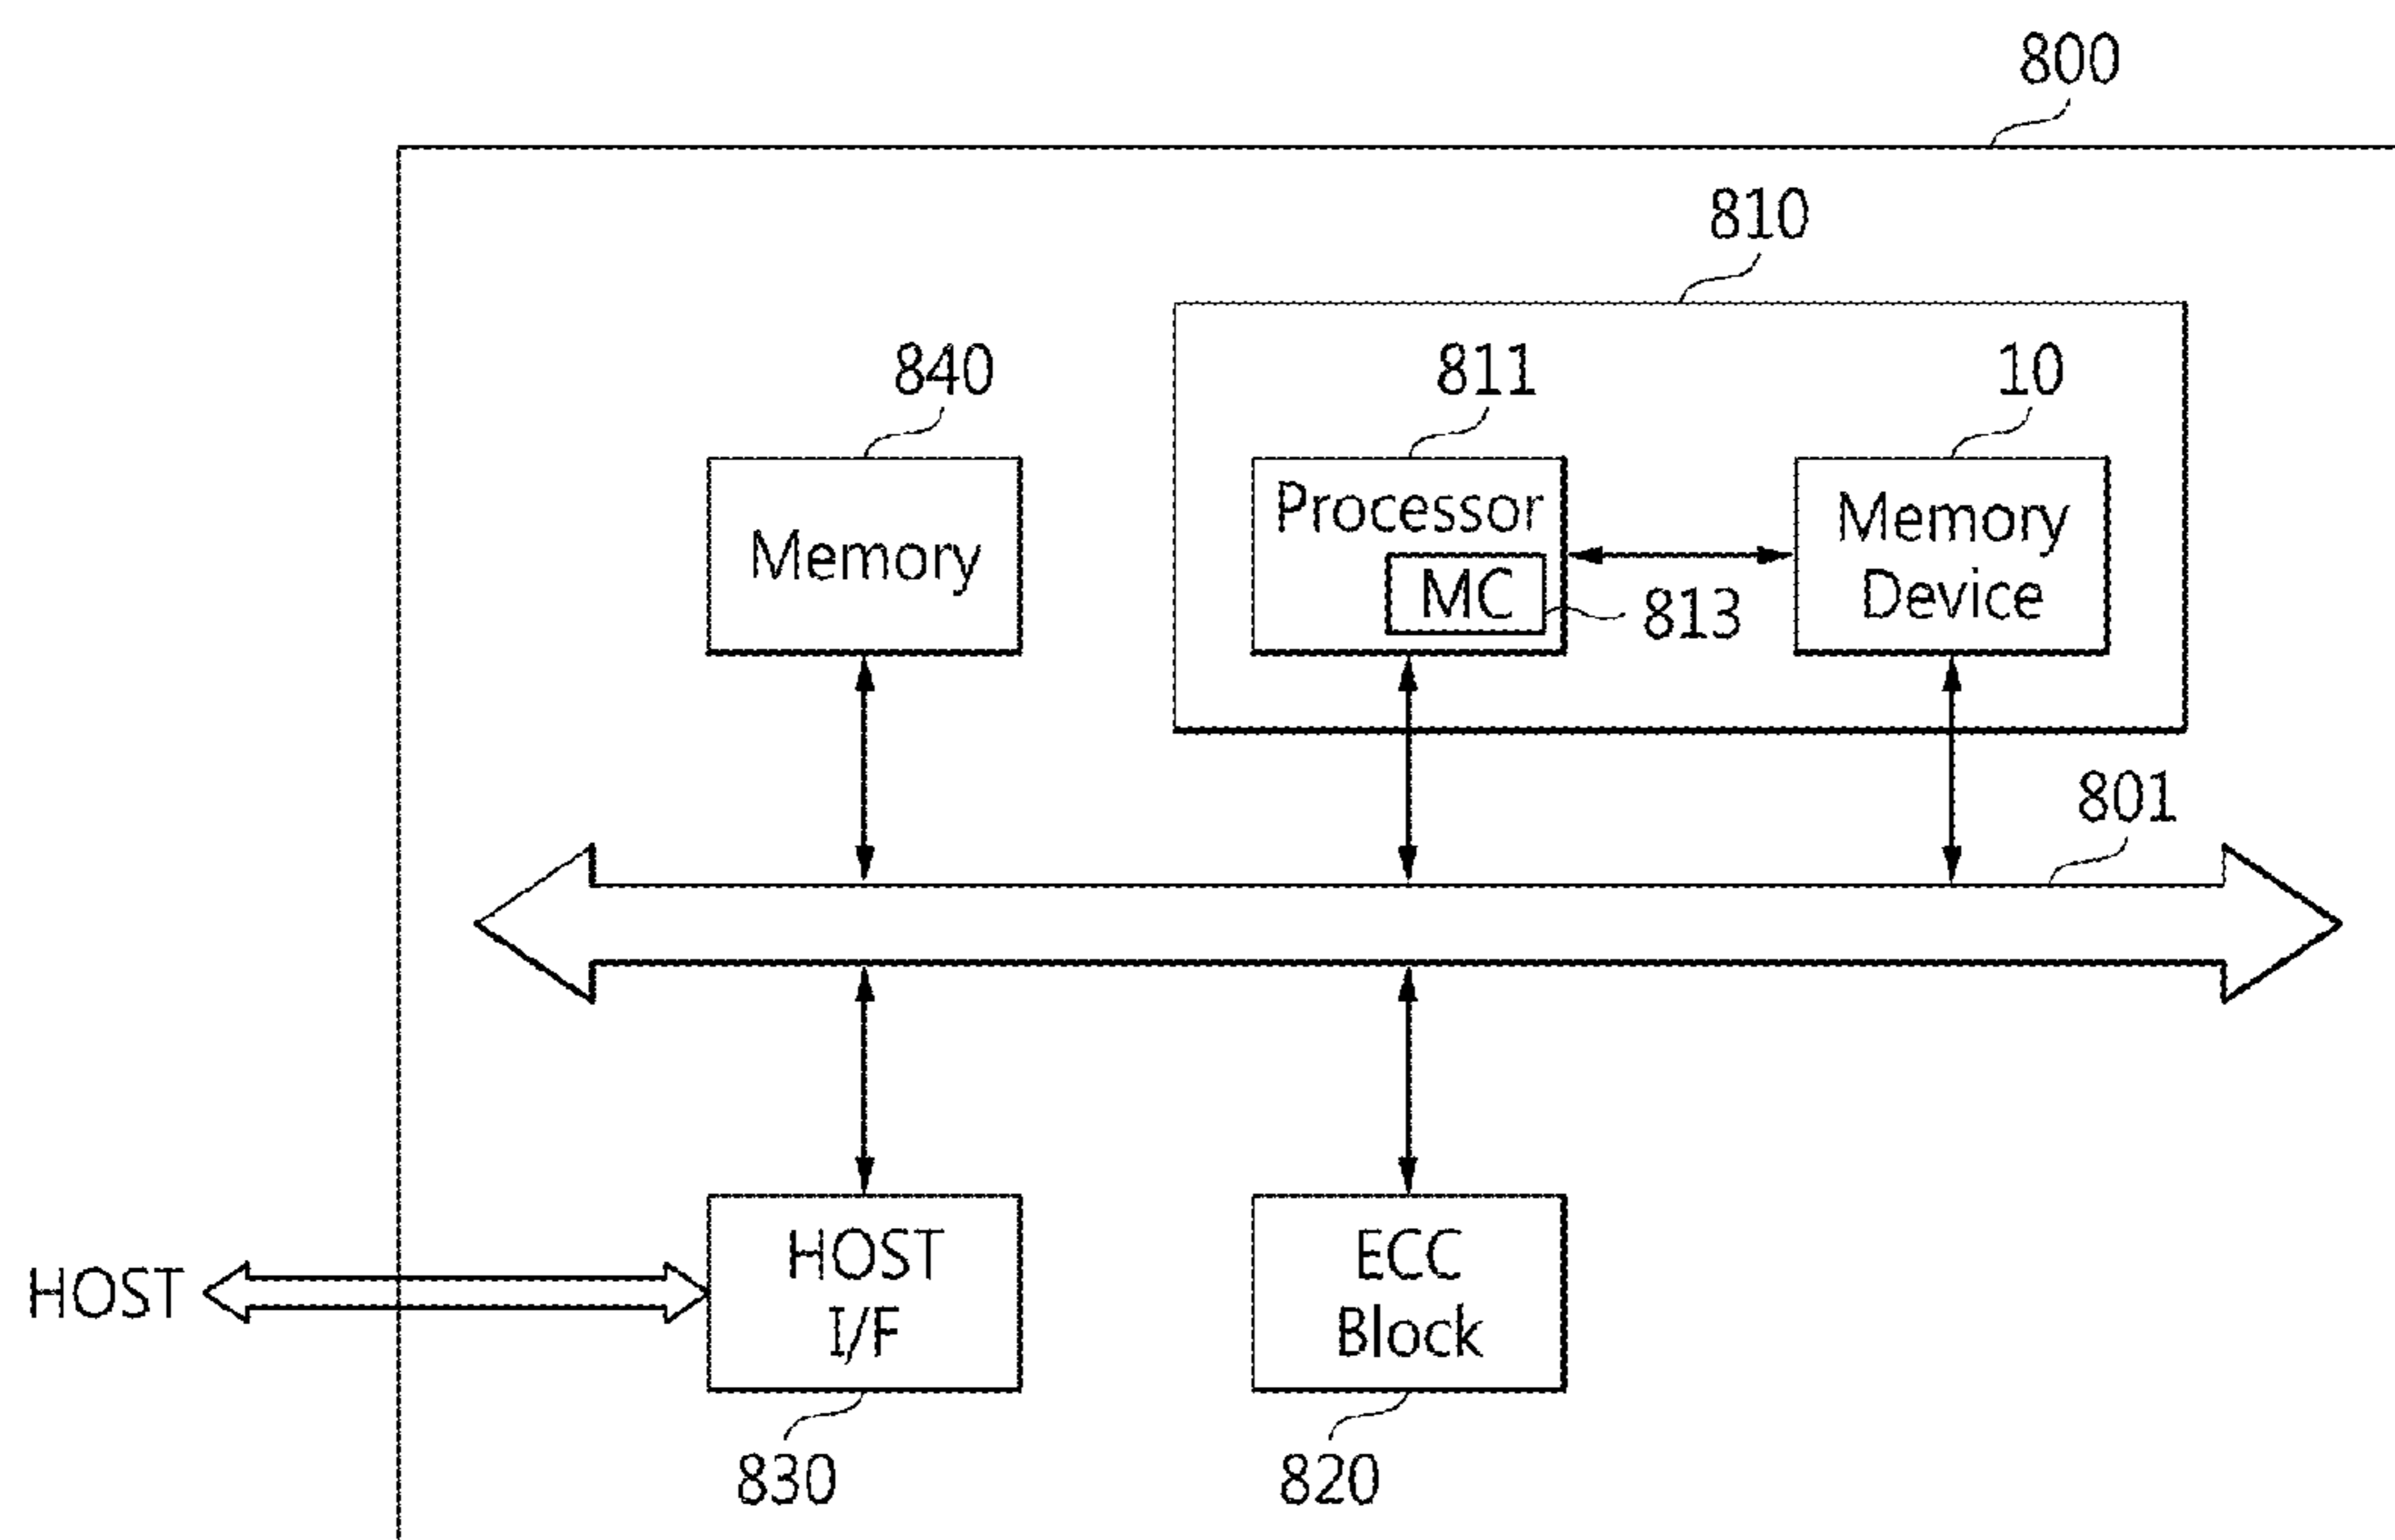 800
810
840
811
10
Processor
Memory
Device
Memory
MC
813
801
HOST
HOST
I/F
ECC
Block
830
820